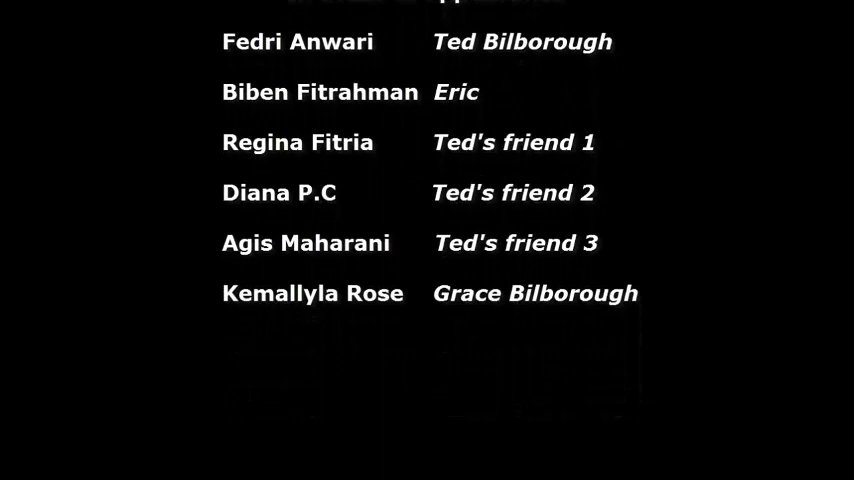 Fedri Anwari Ted Bilborough
Biben Fitrahman Eric
Regina Fitria Ted's friend 1
Diana P.C Ted's friend 2
Agis Maharani Ted's friend 3
Kemallyla Rose Grace Bilborough